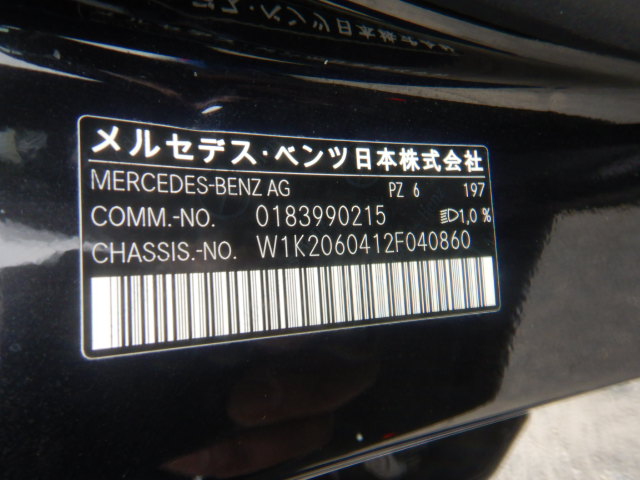 メルセデス・ベンツ日本株式会社
MERCEDES-BENZ AG PZ 6 197
COMM.-NO. 0183990215 1,0 %
CHASSIS.-NO. W1K2060412F040860